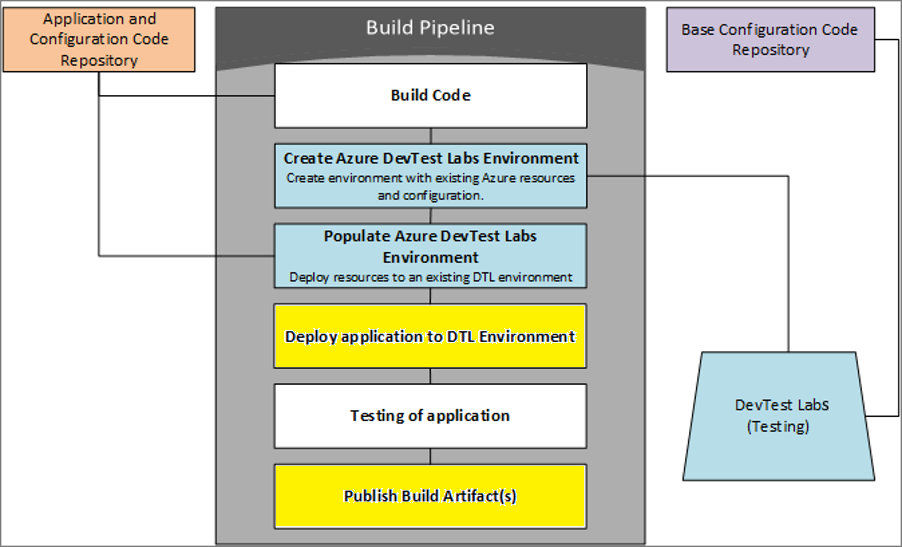 Application and
Configuration Code
Repository
Build Pipeline
Base Configuration Code
Repository
Build Code
Create Azure DevTest Labs Environment
Create environment with existing Azure resources
and configuration.
Populate Azure DevTest Labs
Environment
Deploy resources to an existing DTL environment
Deploy application to DTL Environment
Testing of application
Publish Build Artifact(s)
DevTest Labs
(Testing)